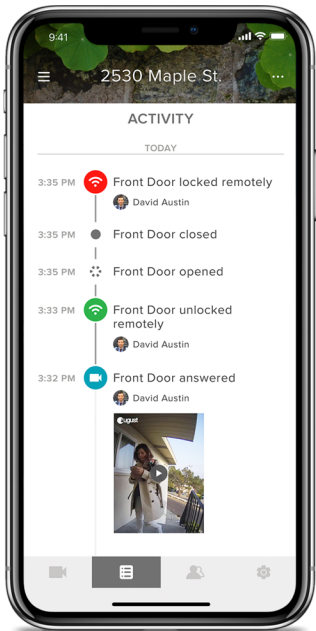 9:41
2530 Maple St.
ACTIVITY
TODAY
3:35 PM Front Door locked remotely
David Austin
3:35 PM Front Door closed
3:35 PM Front Door opened
3:33 PM Front Door unlocked
remotely
David Austin
3:32 PM Front Door answered
David Austin
august